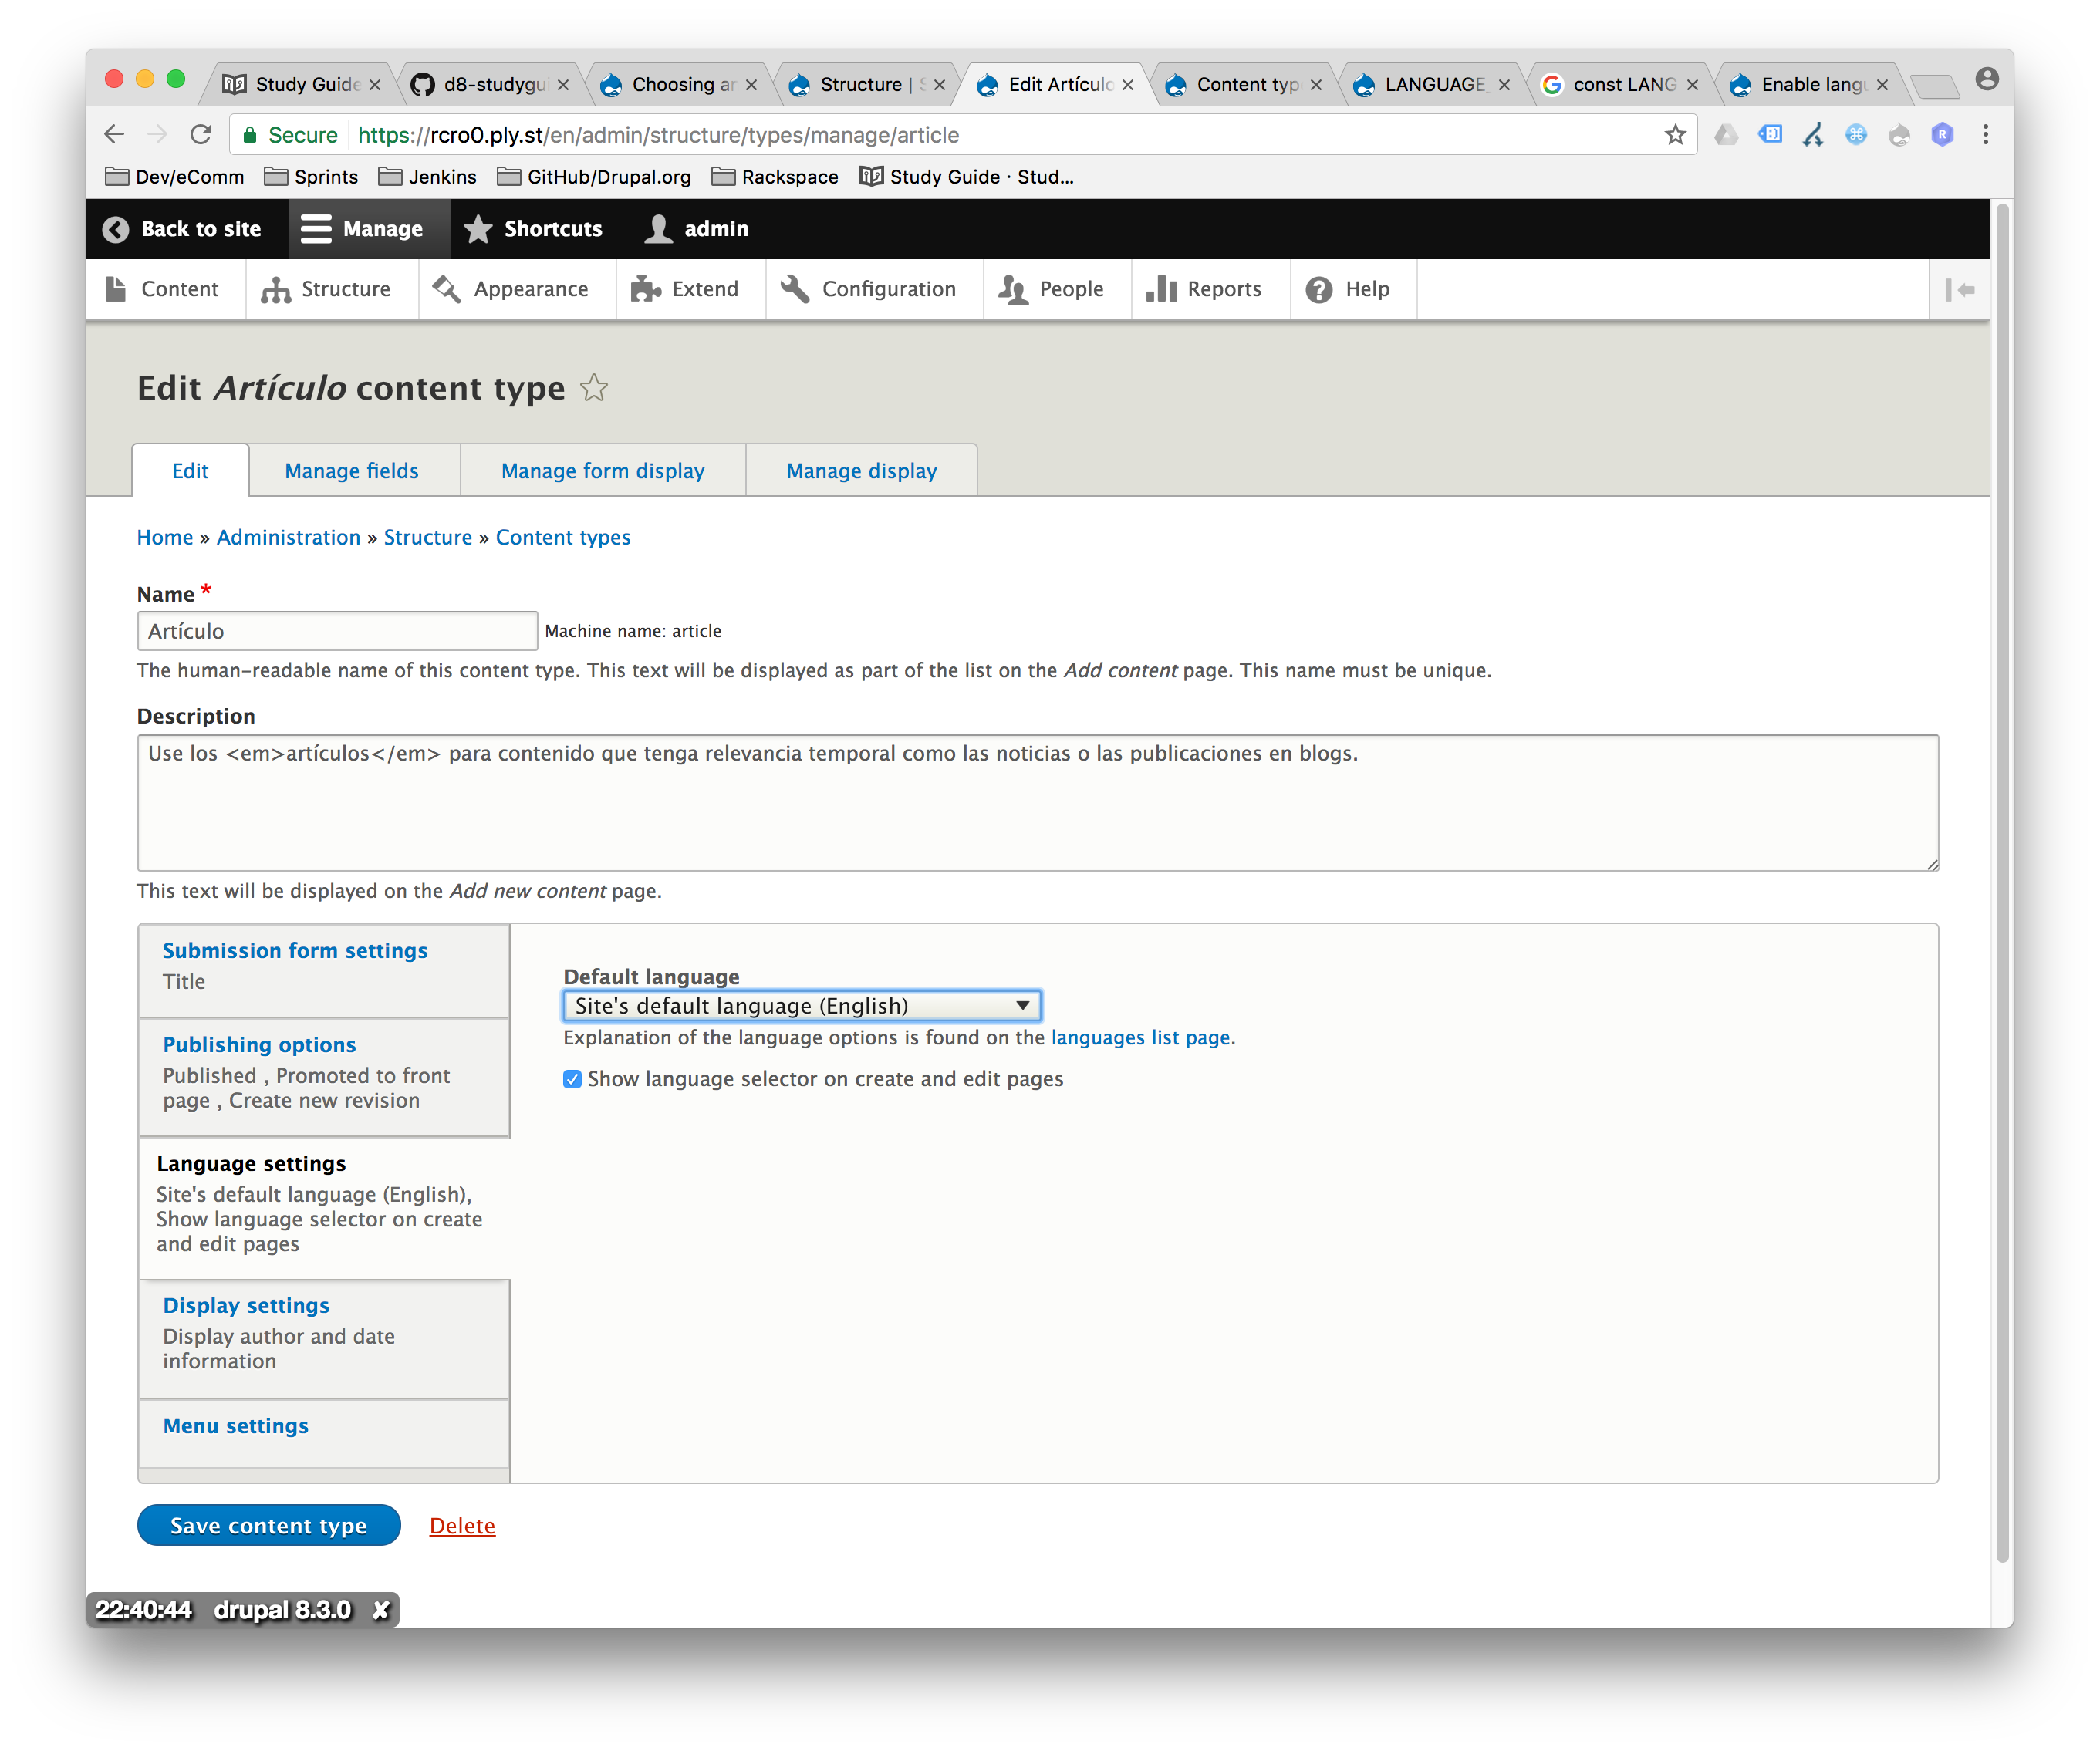 Study Guide
d8-studygui
Choosing an
Structure | S
Edit Artículo
Content typ
LANGUAGE_
const LANG
Enable langu
Secure https://rcro0.ply.st/en/admin/structure/types/manage/article
Dev/eComm Sprints Jenkins GitHub/Drupal.org Rackspace Study Guide · Stud...
Back to site Manage Shortcuts admin
Content Structure Appearance Extend Configuration People Reports Help
Edit Artículo content type
Edit Manage fields Manage form display Manage display
Home » Administration » Structure » Content types
Name *
Artículo Machine name: article
The human-readable name of this content type. This text will be displayed as part of the list on the Add content page. This name must be unique.
Description
Use los <em>artículos</em> para contenido que tenga relevancia temporal como las noticias o las publicaciones en blogs.
This text will be displayed on the Add new content page.
Submission form settings
Title
Publishing options
Published , Promoted to front
page , Create new revision
Language settings
Site's default language (English),
Show language selector on create
and edit pages
Display settings
Display author and date
information
Menu settings
Default language
Site's default language (English)
Explanation of the language options is found on the languages list page.
Show language selector on create and edit pages
Save content type Delete
22:40:44 drupal 8.3.0 ✘